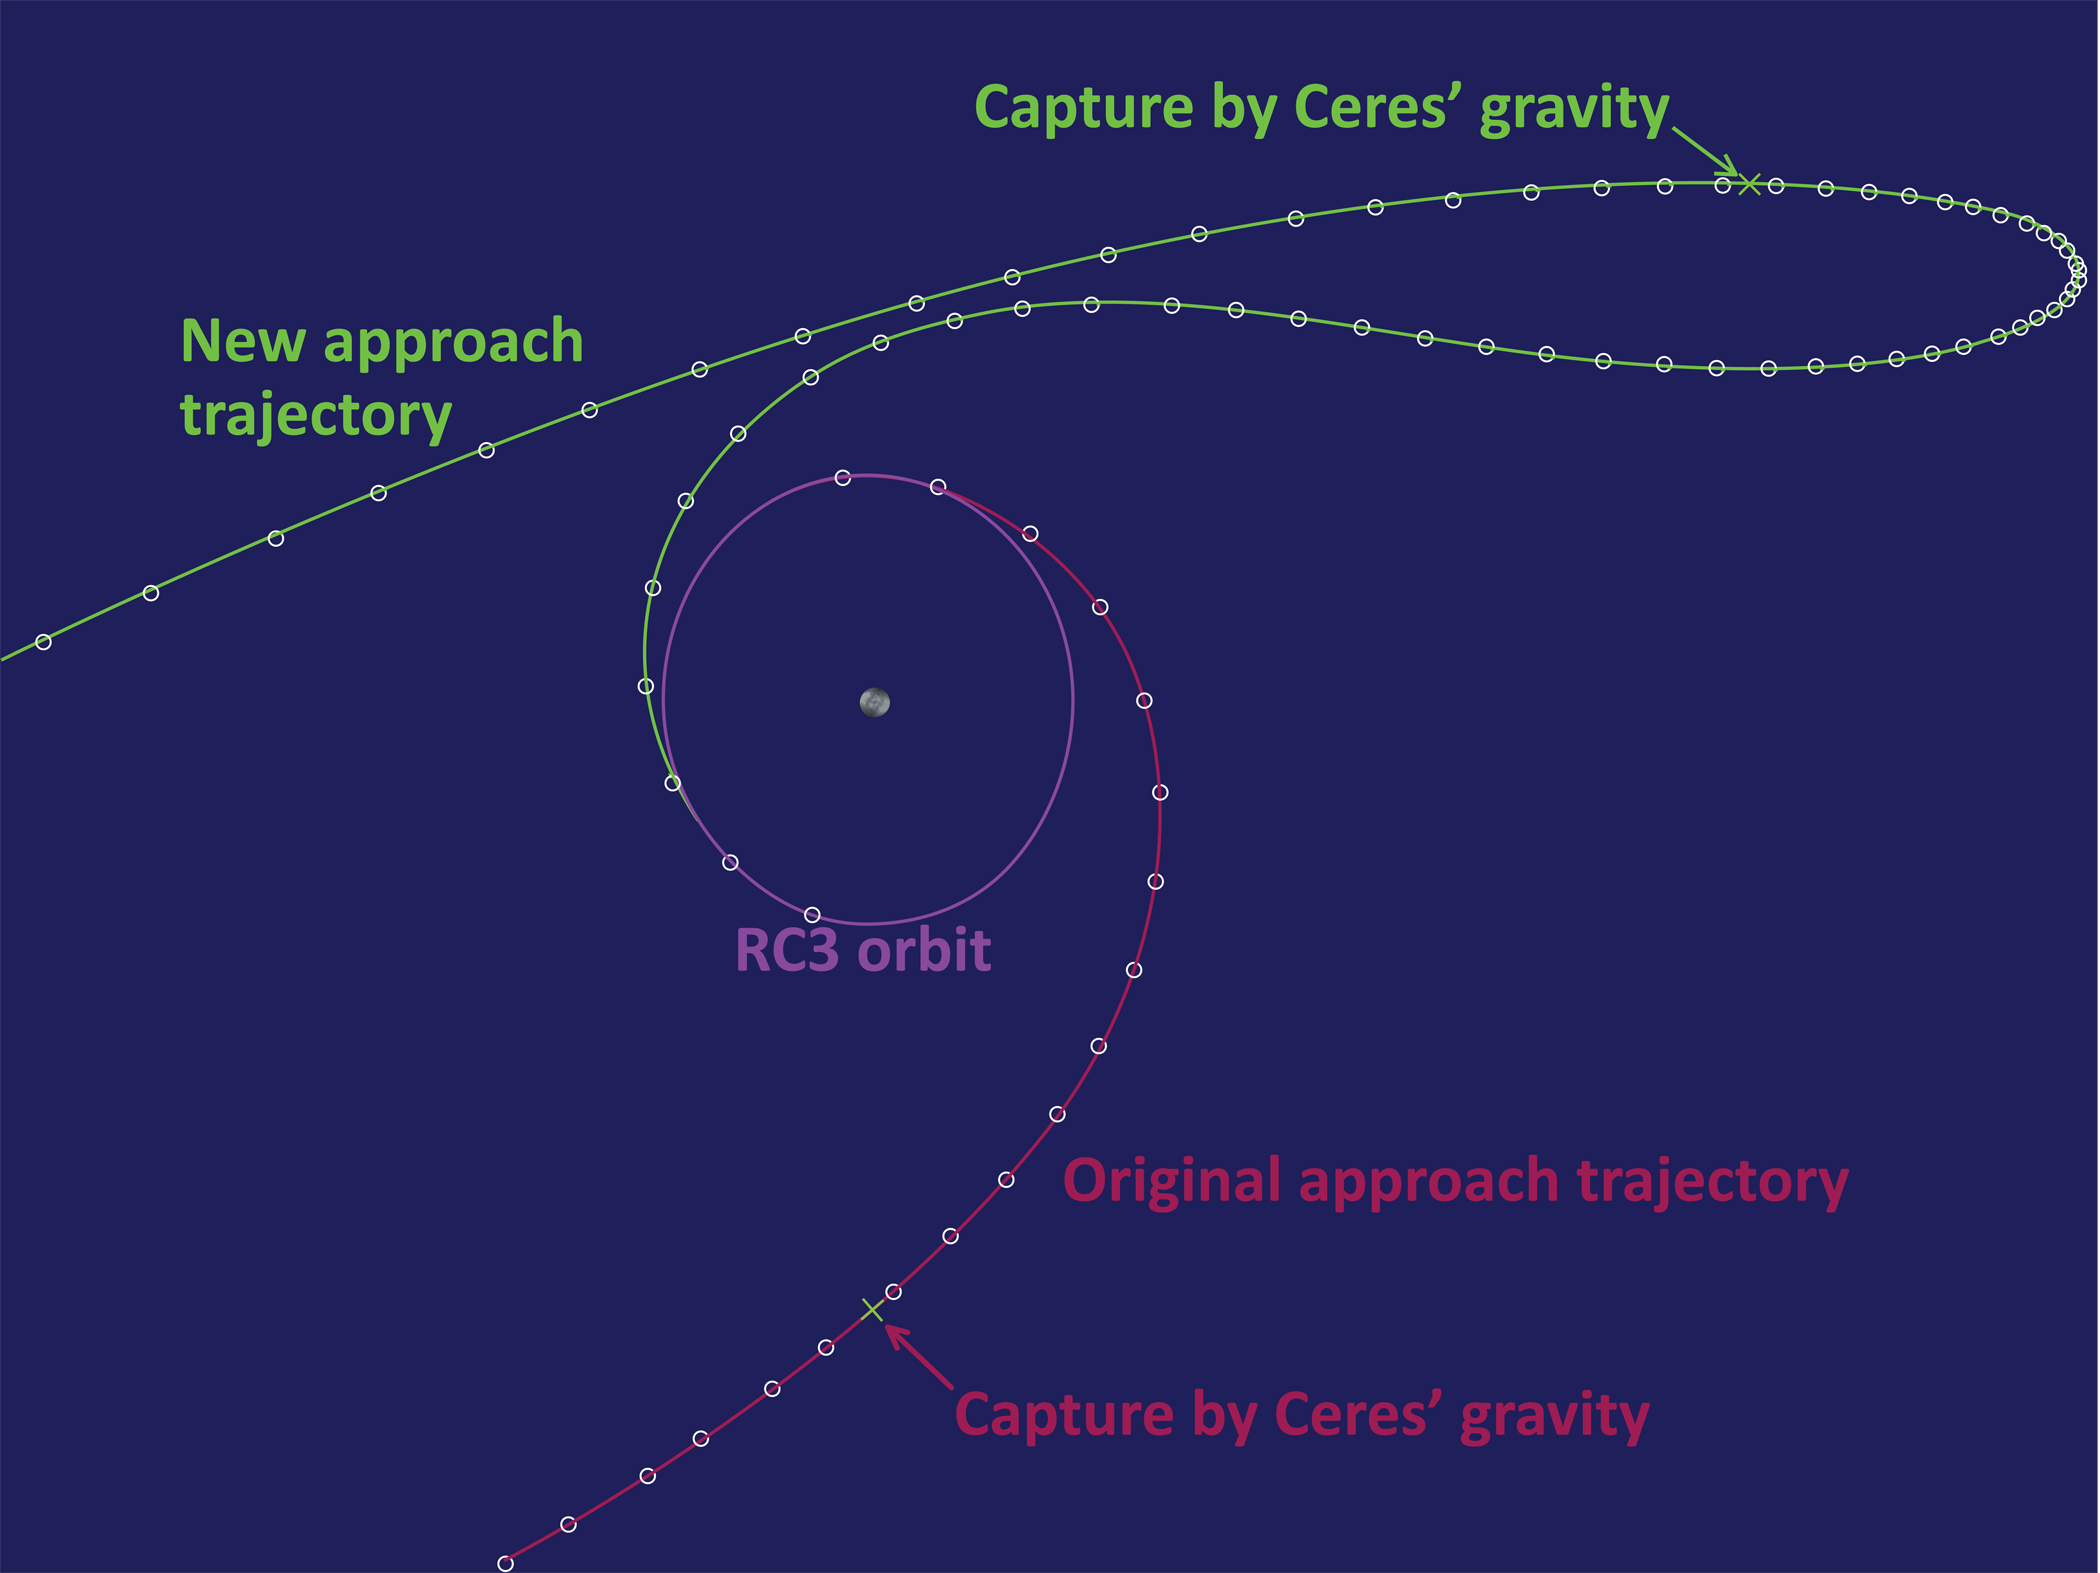 Capture by Ceres’ gravity
New approach
trajectory
RC3 orbit
Original approach trajectory
Capture by Ceres’ gravity